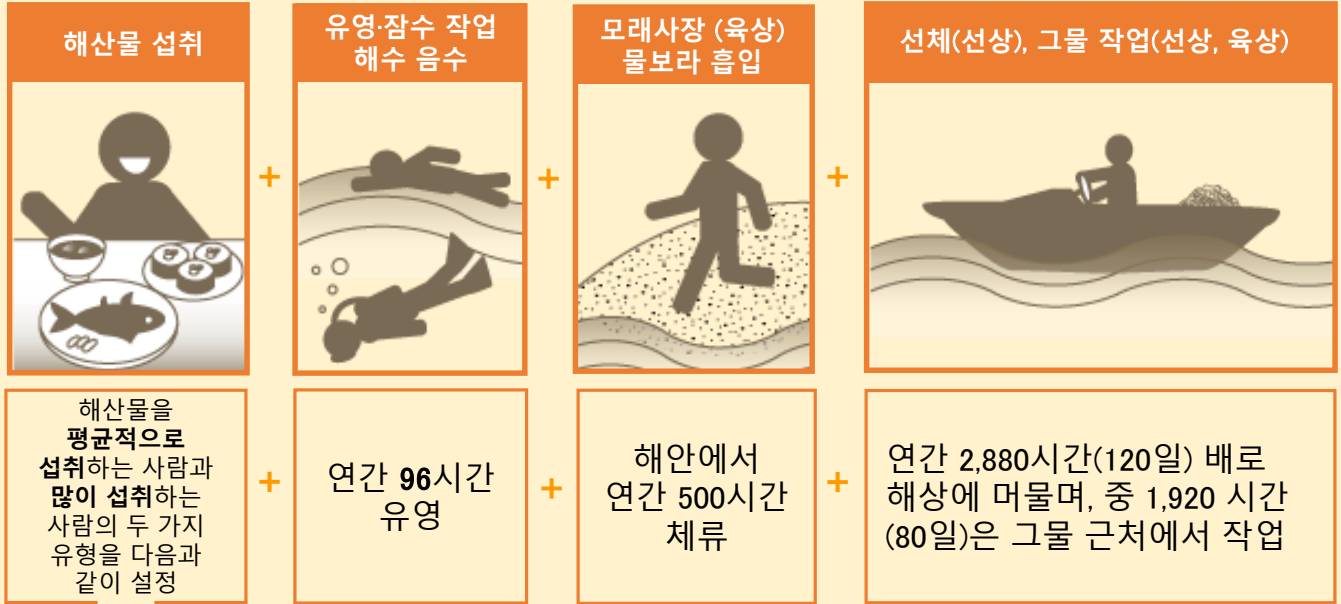 해산물 섭취
유영·잠수 작업
해수 음수
모래사장 (육상)
물보라 흡입
선체(선상), 그물 작업(선상, 육상)
+
+
+
해산물을
평균적으로
섭취하는 사람과
많이 섭취하는
사람의 두 가지
유형을 다음과
같이 설정
+
연간 96시간
유영
+
해안에서
연간 500시간
체류
+
연간 2,880시간(120일) 배로
해상에 머물며, 중 1,920 시간
(80일)은 그물 근처에서 작업